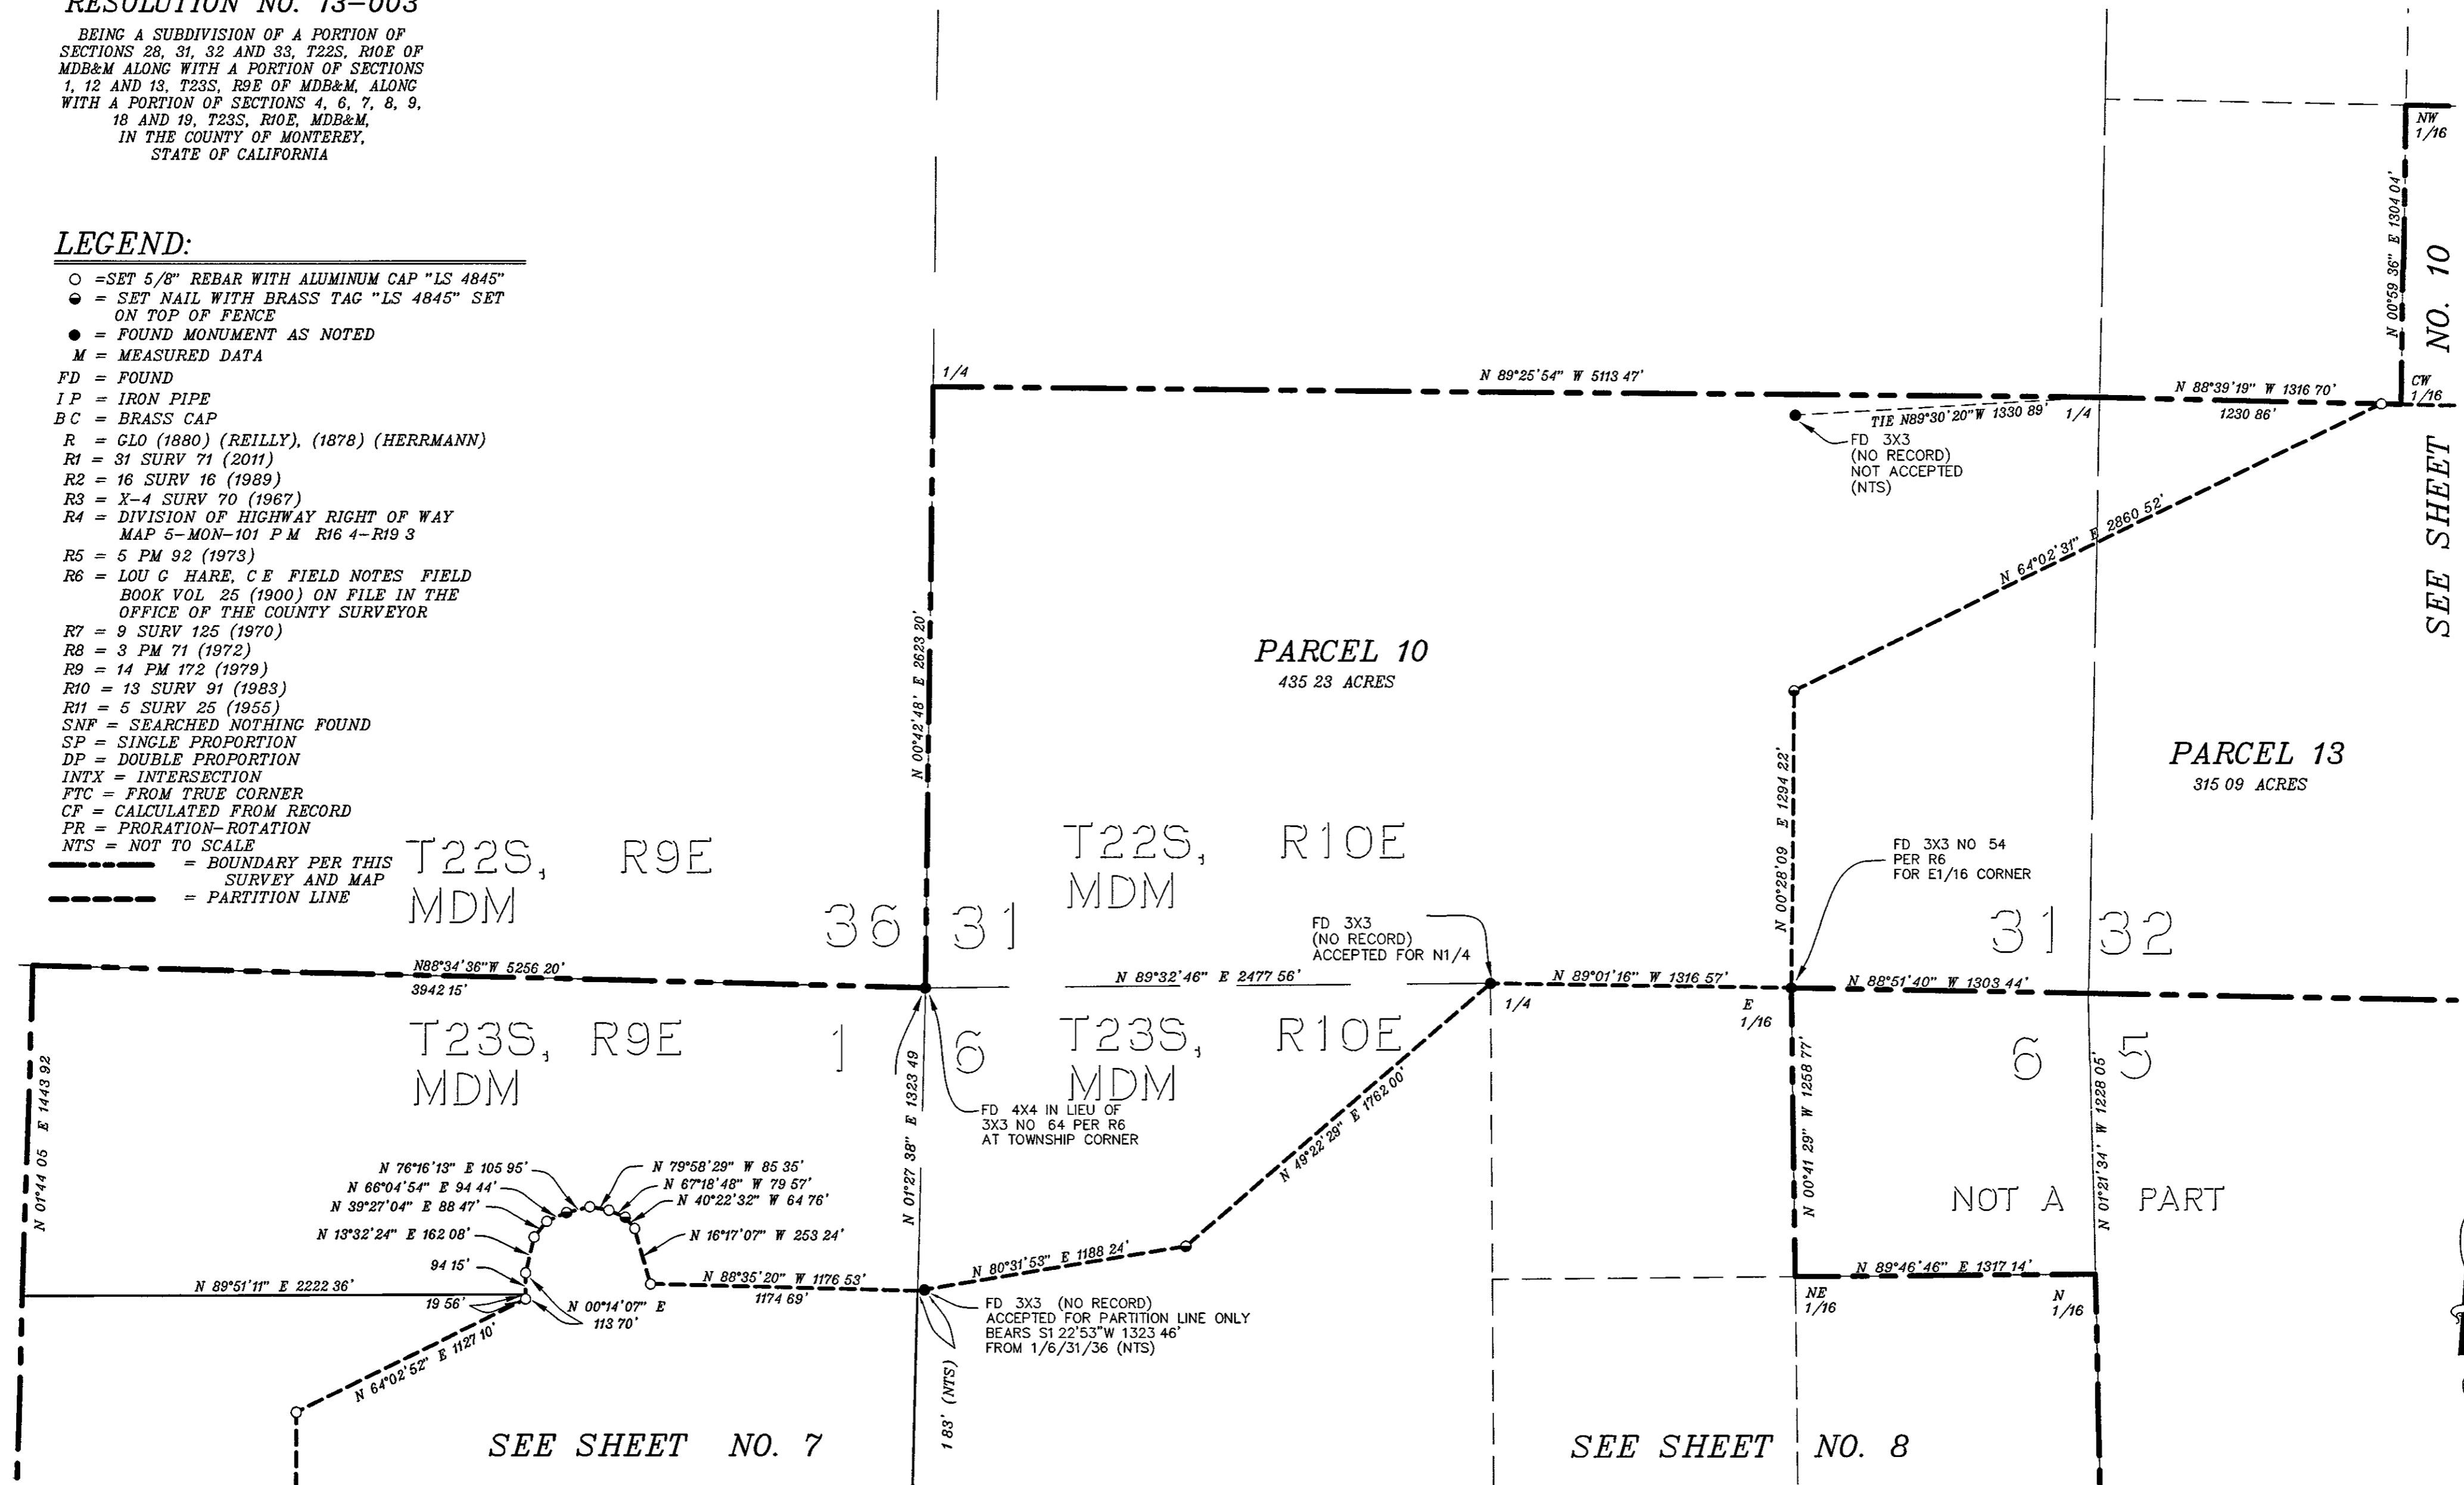 RESOLUTION NO. 13-003
BEING A SUBDIVISION OF A PORTION OF
SECTIONS 28, 31, 32 AND 33, T22S, R10E OF
MDB&M ALONG WITH A PORTION OF SECTIONS
1, 12 AND 13, T23S, R9E OF MDB&M, ALONG
WITH A PORTION OF SECTIONS 4, 6, 7, 8, 9,
18 AND 19, T23S, R10E, MDB&M,
IN THE COUNTY OF MONTEREY,
STATE OF CALIFORNIA
LEGEND:
=SET 5/8" REBAR WITH ALUMINUM CAP "LS 4845"
= SET NAIL WITH BRASS TAG "LS 4845" SET
ON TOP OF FENCE
= FOUND MONUMENT AS NOTED
M = MEASURED DATA
FD = FOUND
I P = IRON PIPE
B C = BRASS CAP
R = GLO (1880) (REILLY), (1878) (HERRMANN)
R1 = 31 SURV 71 (2011)
R2 = 16 SURV 16 (1989)
R3 = X-4 SURV 70 (1967)
R4 = DIVISION OF HIGHWAY RIGHT OF WAY
MAP 5-MON-101 P M R16 4-R19 3
R5 = 5 PM 92 (1973)
R6 = LOU G HARE, C E FIELD NOTES FIELD
BOOK VOL 25 (1900) ON FILE IN THE
OFFICE OF THE COUNTY SURVEYOR
R7 = 9 SURV 125 (1970)
R8 = 3 PM 71 (1972)
R9 = 14 PM 172 (1979)
R10 = 13 SURV 91 (1983)
R11 = 5 SURV 25 (1955)
SNF = SEARCHED NOTHING FOUND
SP = SINGLE PROPORTION
DP = DOUBLE PROPORTION
INTX = INTERSECTION
FTC = FROM TRUE CORNER
CF = CALCULATED FROM RECORD
PR = PRORATION-ROTATION
NTS = NOT TO SCALE
= BOUNDARY PER THIS
SURVEY AND MAP
= PARTITION LINE
NW
1/16
N 00°59 36" E 1304 04'
SEE SHEET NO. 10
1/4
N 89°25'54" W 5113 47'
N 88°39'19" W 1316 70'
1230 86'
CW
1/16
TIE N89°30'20"W 1330 89'
1/4
FD 3X3
(NO RECORD)
NOT ACCEPTED
(NTS)
N 64°02'31" E 2860 52'
N 00°42'48' E 2623 20'
PARCEL 10
435 23 ACRES
PARCEL 13
315 09 ACRES
N 00°28'09 E 1294 22'
FD 3X3 NO 54
PER R6
FOR E1/16 CORNER
T22S, R9E
MDM
T22S, R10E
MDM
36 31
31 32
FD 3X3
(NO RECORD)
ACCEPTED FOR N1/4
N88°34'36"W 5256 20'
3942 15'
N 89°32'46" E 2477 56'
N 89°01'16" W 1316 57'
N 88°51'40" W 1303 44'
1/4
E
1/16
T23S, R9E
MDM
1 6
T23S, R10E
MDM
6 5
N 01°44 05 E 1443 92
N 01°27 38" E 1323 49
FD 4X4 IN LIEU OF
3X3 NO 64 PER R6
AT TOWNSHIP CORNER
N 49°22'29" E 1762 00'
N 00°41 29" W 1258 77'
N 01°21'34' W 1228 05'
NOT A PART
N 76°16'13" E 105 95'
N 66°04'54" E 94 44'
N 39°27'04" E 88 47'
N 13°32'24" E 162 08'
94 15'
N 79°58'29" W 85 35'
N 67°18'48" W 79 57'
N 40°22'32" W 64 76'
N 16°17'07" W 253 24'
N 88°35'20" W 1176 53'
1174 69'
N 80°31'53" E 1188 24'
N 89°46'46" E 1317 14'
NE
1/16
N
1/16
N 89°51'11" E 2222 36'
19 56'
N 00°14'07" E
113 70'
N 64°02'52" E 1127 10'
FD 3X3 (NO RECORD)
ACCEPTED FOR PARTITION LINE ONLY
BEARS S1 22'53"W 1323 46'
FROM 1/6/31/36 (NTS)
1 83' (NTS)
SEE SHEET NO. 7
SEE SHEET NO. 8